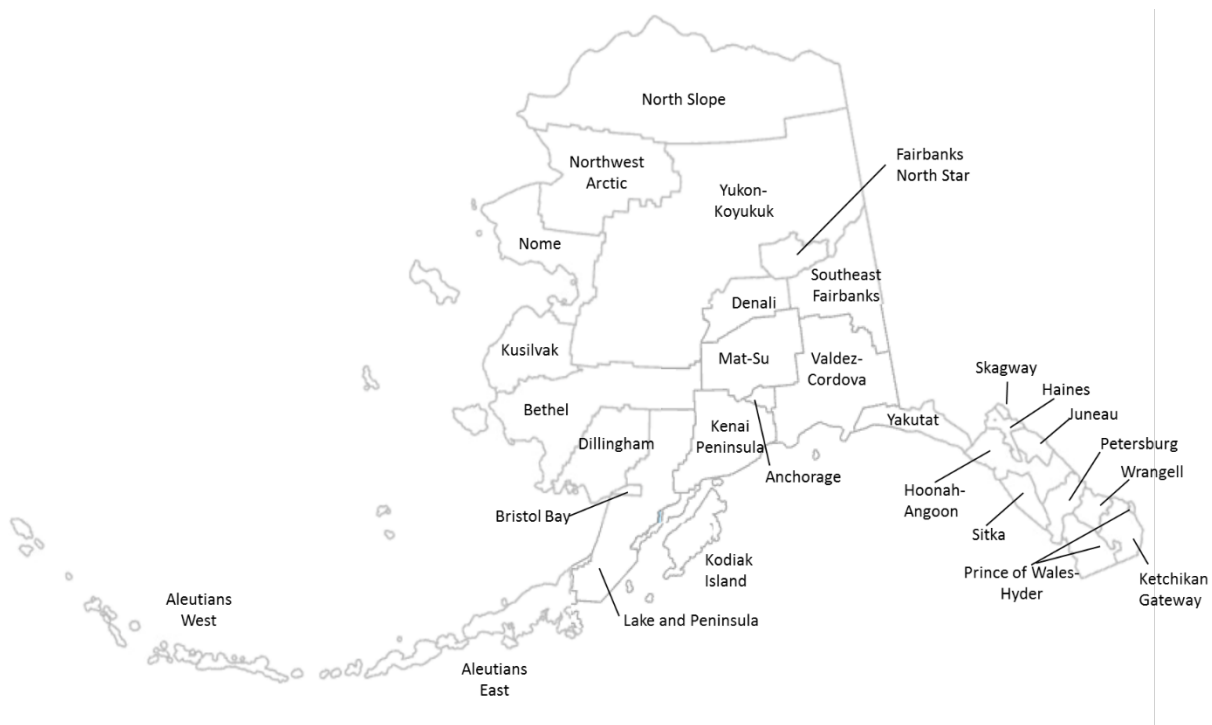 North Slope
Northwest
Arctic
Fairbanks
North Star
Yukon-
Koyukuk
Nome
Southeast
Fairbanks
Denali
Kusilvak
Mat-Su
Valdez-
Cordova
Skagway
Haines
Juneau
Bethel
Yakutat
Kenai
Peninsula
Dillingham
Petersburg
Wrangell
Anchorage
Hoonah-
Angoon
Bristol Bay
Sitka
Kodiak
Island
Prince of Wales-
Hyder
Ketchikan
Gateway
Lake and Peninsula
Aleutians
West
Aleutians
East